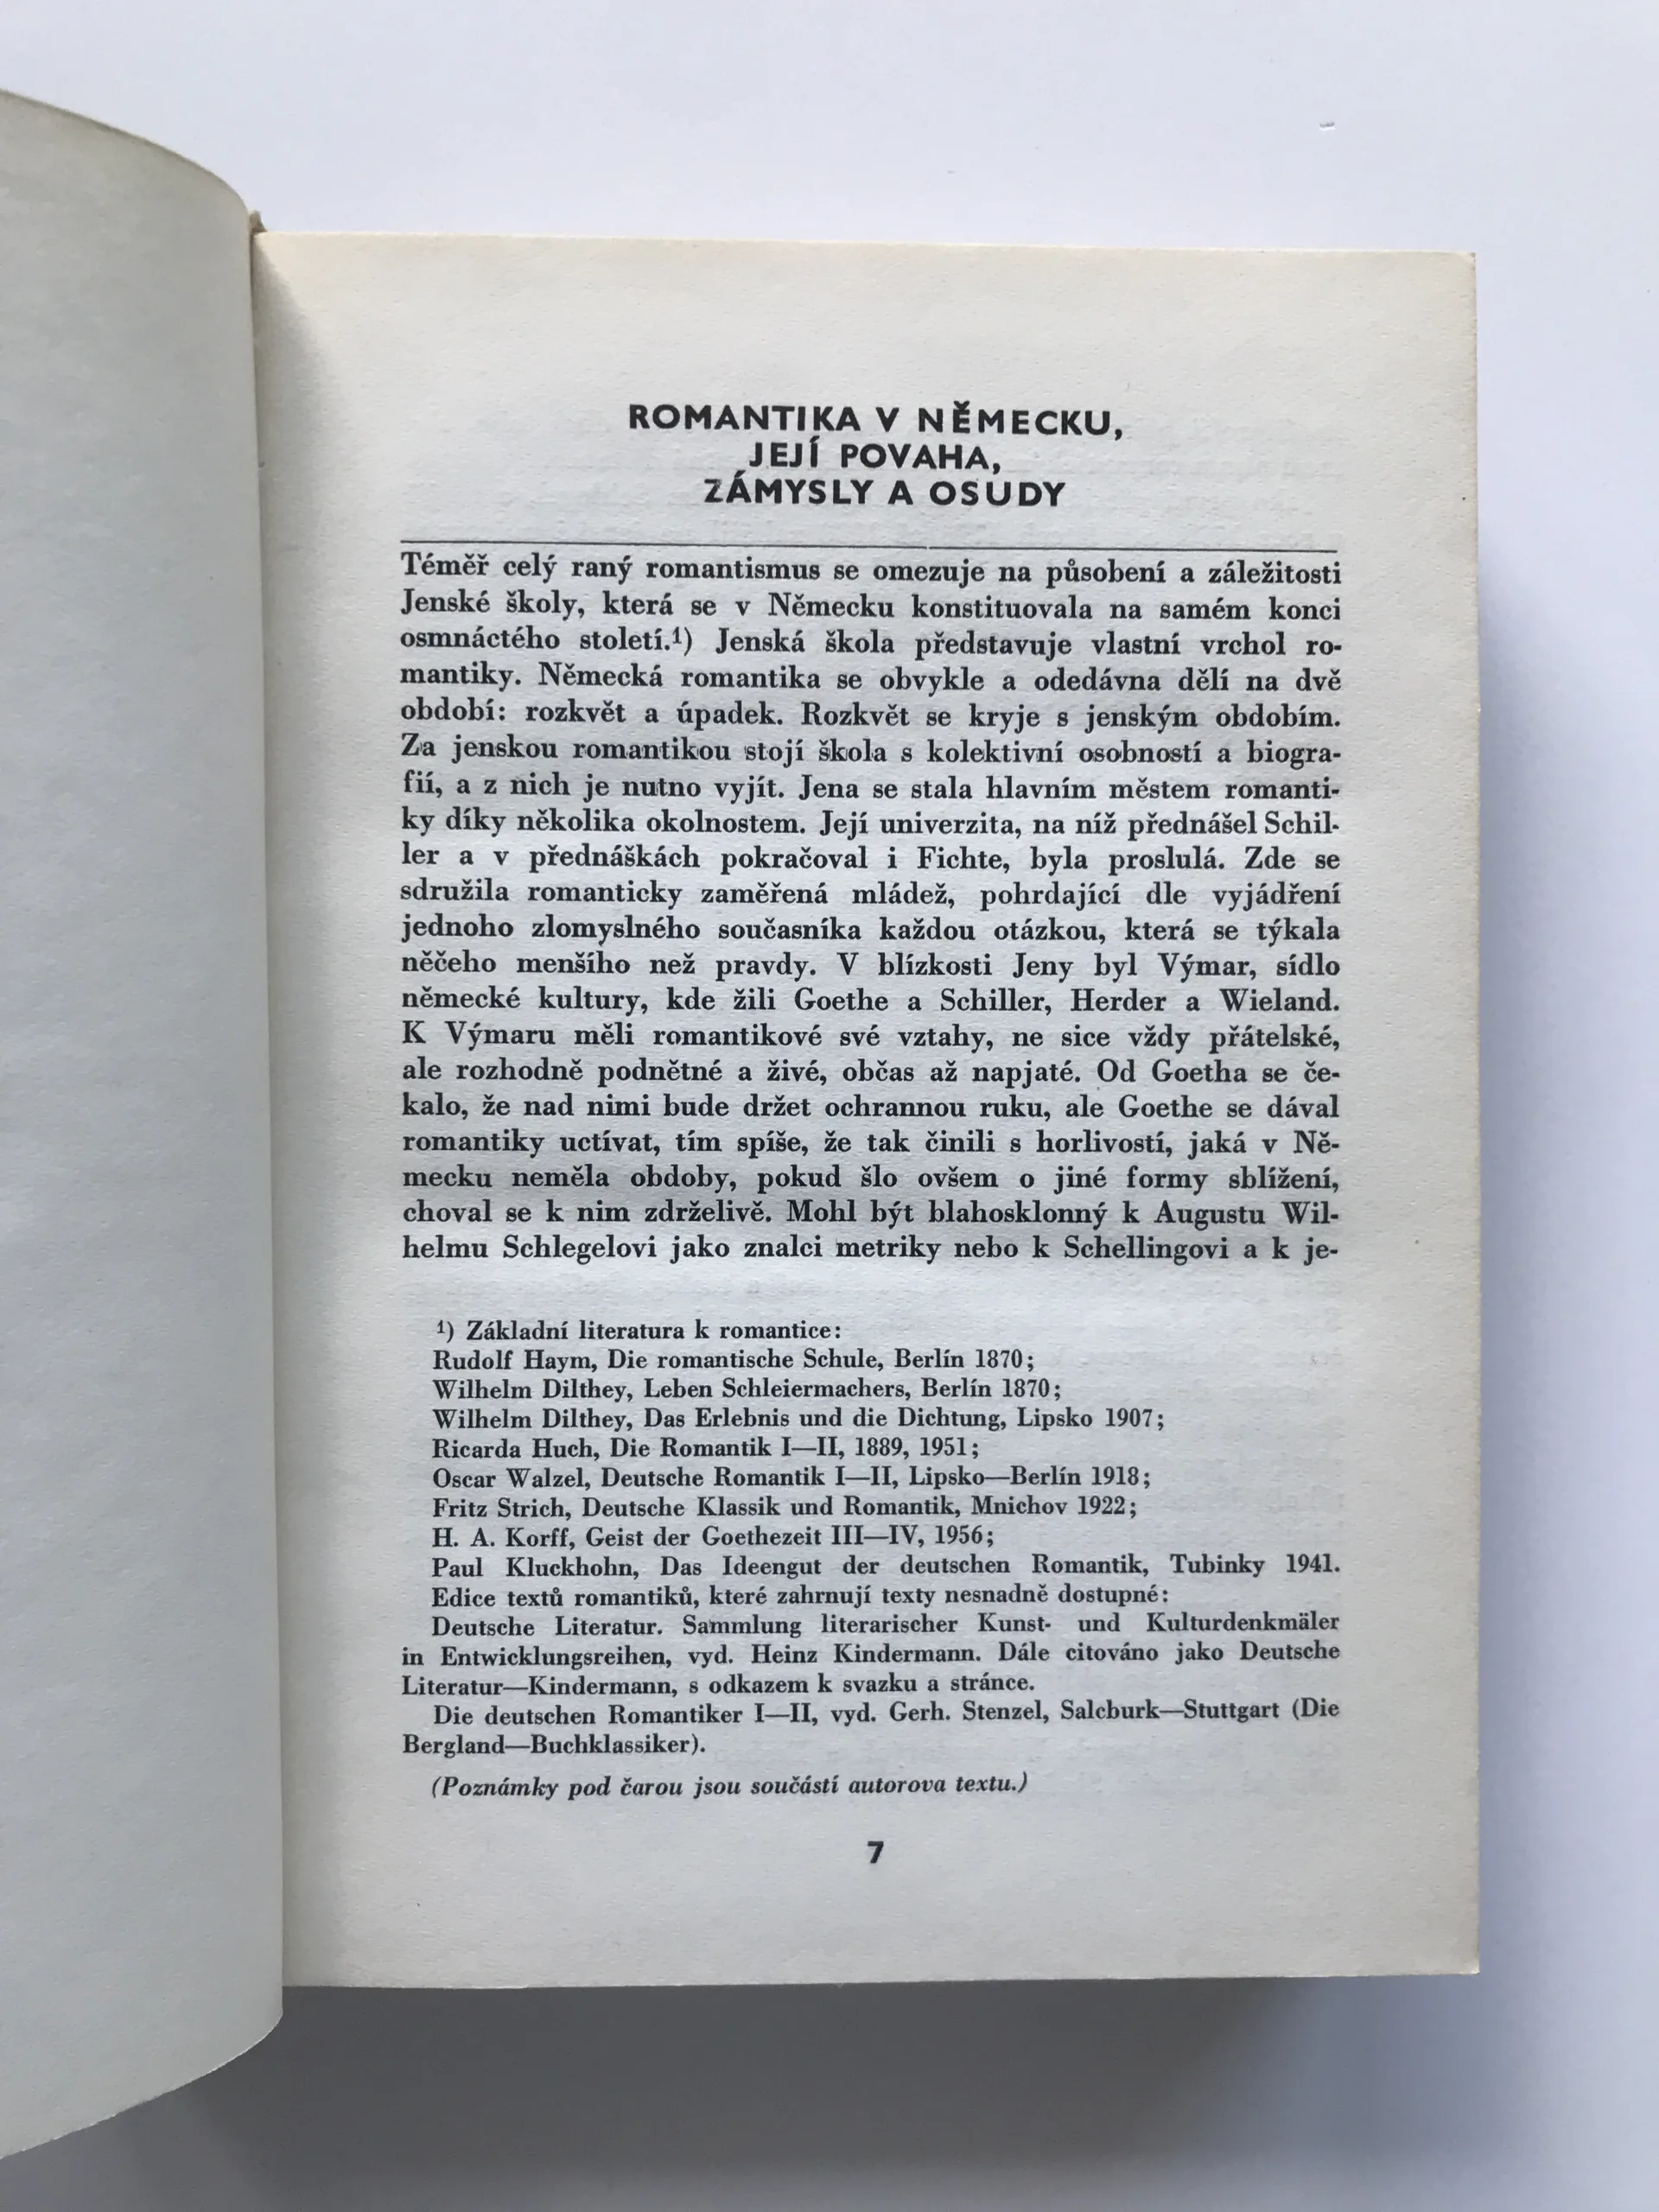 ROMANTIKA V NĚMECKU,
JEJÍ POVAHA,
ZÁMYSLY A OSUDY
Téměř celý raný romantismus se omezuje na působení a záležitosti
Jenské školy, která se v Německu konstituovala na samém konci
osmnáctého století.¹) Jenská škola představuje vlastní vrchol ro-
mantiky. Německá romantika se obvykle a odedávna dělí na dvě
období: rozkvět a úpadek. Rozkvět se kryje s jenským obdobím.
Za jenskou romantikou stojí škola s kolektivní osobností a biogra-
fií, a z nich je nutno vyjít. Jena se stala hlavním městem romanti-
ky díky několika okolnostem. Její univerzita, na níž přednášel Schil-
ler a v přednáškách pokračoval i Fichte, byla proslulá. Zde se
sdružila romanticky zaměřená mládež, pohrdající dle vyjádření
jednoho zlomyslného současníka každou otázkou, která se týkala
něčeho menšího než pravdy. V blízkosti Jeny byl Výmar, sídlo
německé kultury, kde žili Goethe a Schiller, Herder a Wieland.
K Výmaru měli romantikové své vztahy, ne sice vždy přátelské,
ale rozhodně podnětné a živé, občas až napjaté. Od Goetha se če-
kalo, že nad nimi bude držet ochrannou ruku, ale Goethe se dával
romantiky uctívat, tím spíše, že tak činili s horlivostí, jaká v Ně-
mecku neměla obdoby, pokud šlo ovšem o jiné formy sblížení,
choval se k nim zdrželivě. Mohl být blahosklonný k Augustu Wil-
helmu Schlegelovi jako znalci metriky nebo k Schellingovi a k je-
¹) Základní literatura k romantice:
Rudolf Haym, Die romantische Schule, Berlín 1870;
Wilhelm Dilthey, Leben Schleiermachers, Berlín 1870;
Wilhelm Dilthey, Das Erlebnis und die Dichtung, Lipsko 1907;
Ricarda Huch, Die Romantik I—II, 1889, 1951;
Oscar Walzel, Deutsche Romantik I—II, Lipsko—Berlín 1918;
Fritz Strich, Deutsche Klassik und Romantik, Mnichov 1922;
H. A. Korff, Geist der Goethezeit III—IV, 1956;
Paul Kluckhohn, Das Ideengut der deutschen Romantik, Tubinky 1941.
Edice textů romantiků, které zahrnují texty nesnadně dostupné:
Deutsche Literatur. Sammlung literarischer Kunst- und Kulturdenkmäler
in Entwicklungsreihen, vyd. Heinz Kindermann. Dále citováno jako Deutsche
Literatur—Kindermann, s odkazem k svazku a stránce.
Die deutschen Romantiker I—II, vyd. Gerh. Stenzel, Salcburk—Stuttgart (Die
Bergland—Buchklassiker).
(Poznámky pod čarou jsou součástí autorova textu.)
7